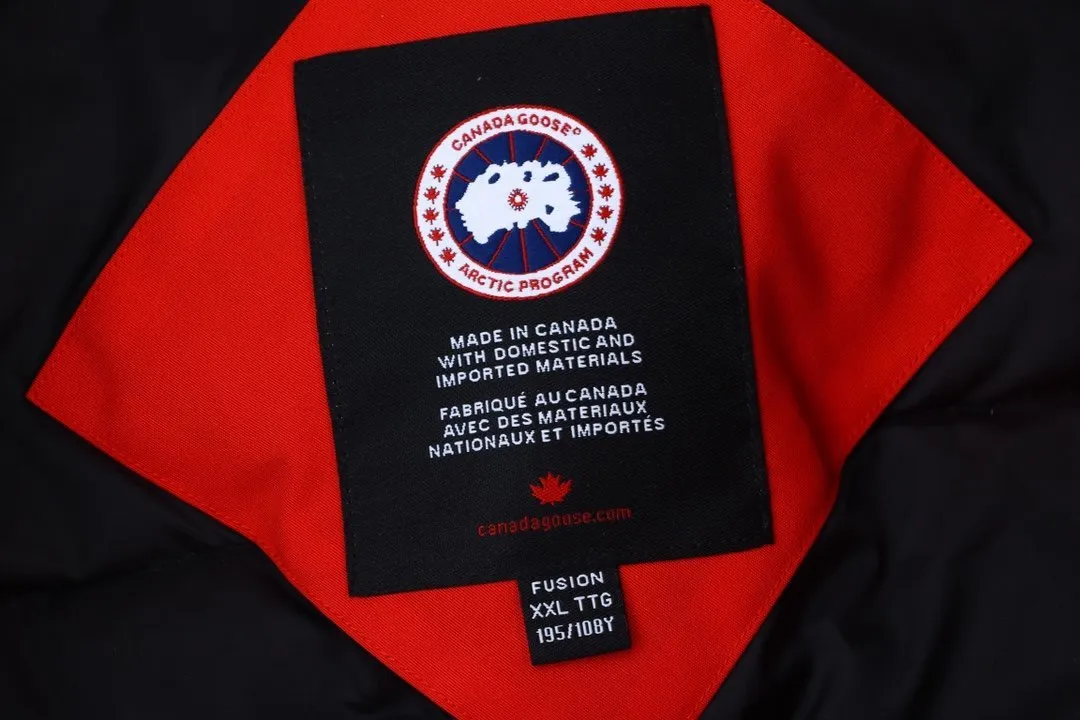 CANADA GOOSE®
ARCTIC PROGRAM
MADE IN CANADA
WITH DOMESTIC AND
IMPORTED MATERIALS
FABRIQUÉ AU CANADA
AVEC DES MATERIAUX
NATIONAUX ET IMPORTÉS
canadagoose.com
FUSION
XXL TTG
195/108Y